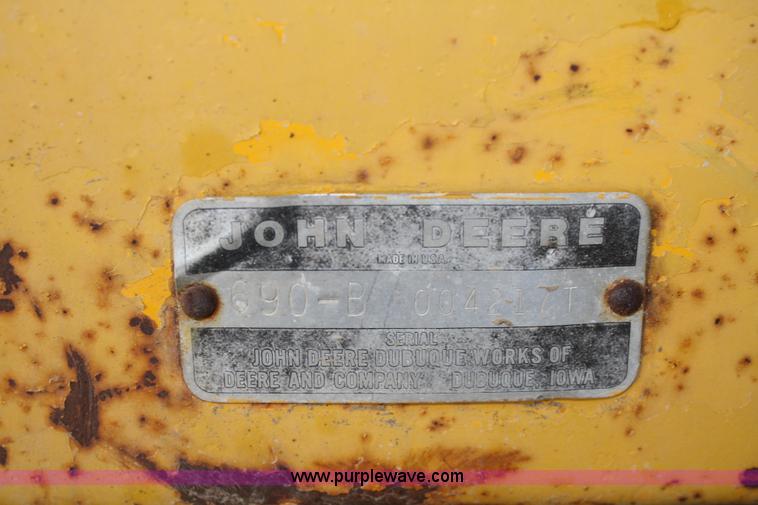 JOHN DEERE
MADE IN U.S.A.
690-B 004217T
SERIAL
JOHN DEERE DUBUQUE WORKS OF
DEERE AND COMPANY DUBUQUE, IOWA
www.purplewave.com